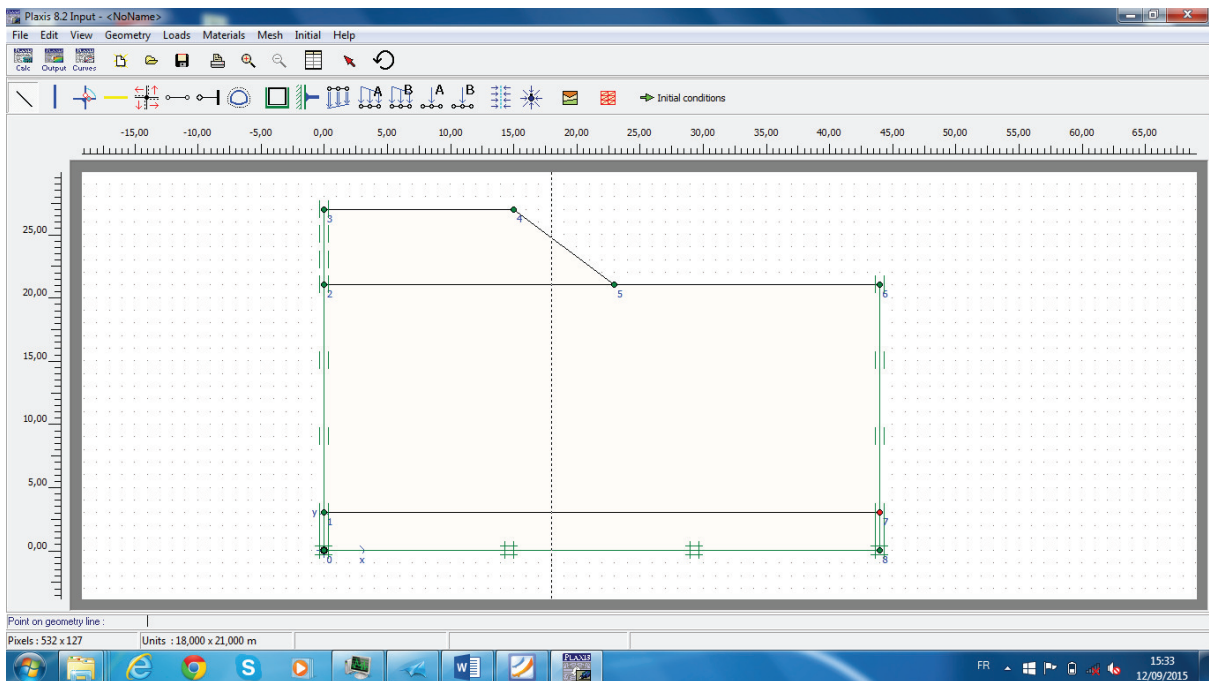 Plaxis 8.2 Input - <NoName>
File Edit View Geometry Loads Materials Mesh Initial Help
Calc Output Curves
A B A B Initial conditions
-15,00 -10,00 -5,00 0,00 5,00 10,00 15,00 20,00 25,00 30,00 35,00 40,00 45,00 50,00 55,00 60,00 65,00
3 4
25,00
20,00
2 5 6
15,00
10,00
5,00
y 1 7
0,00
0 x 8
Point on geometry line :
Pixels : 532 x 127 Units : 18,000 x 21,000 m
PLAXIS
FR 15:33
12/09/2015